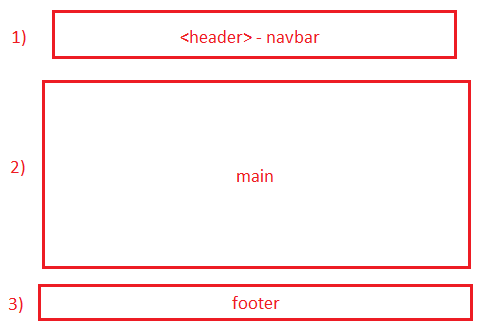 1) <header> - navbar
2) main
3) footer